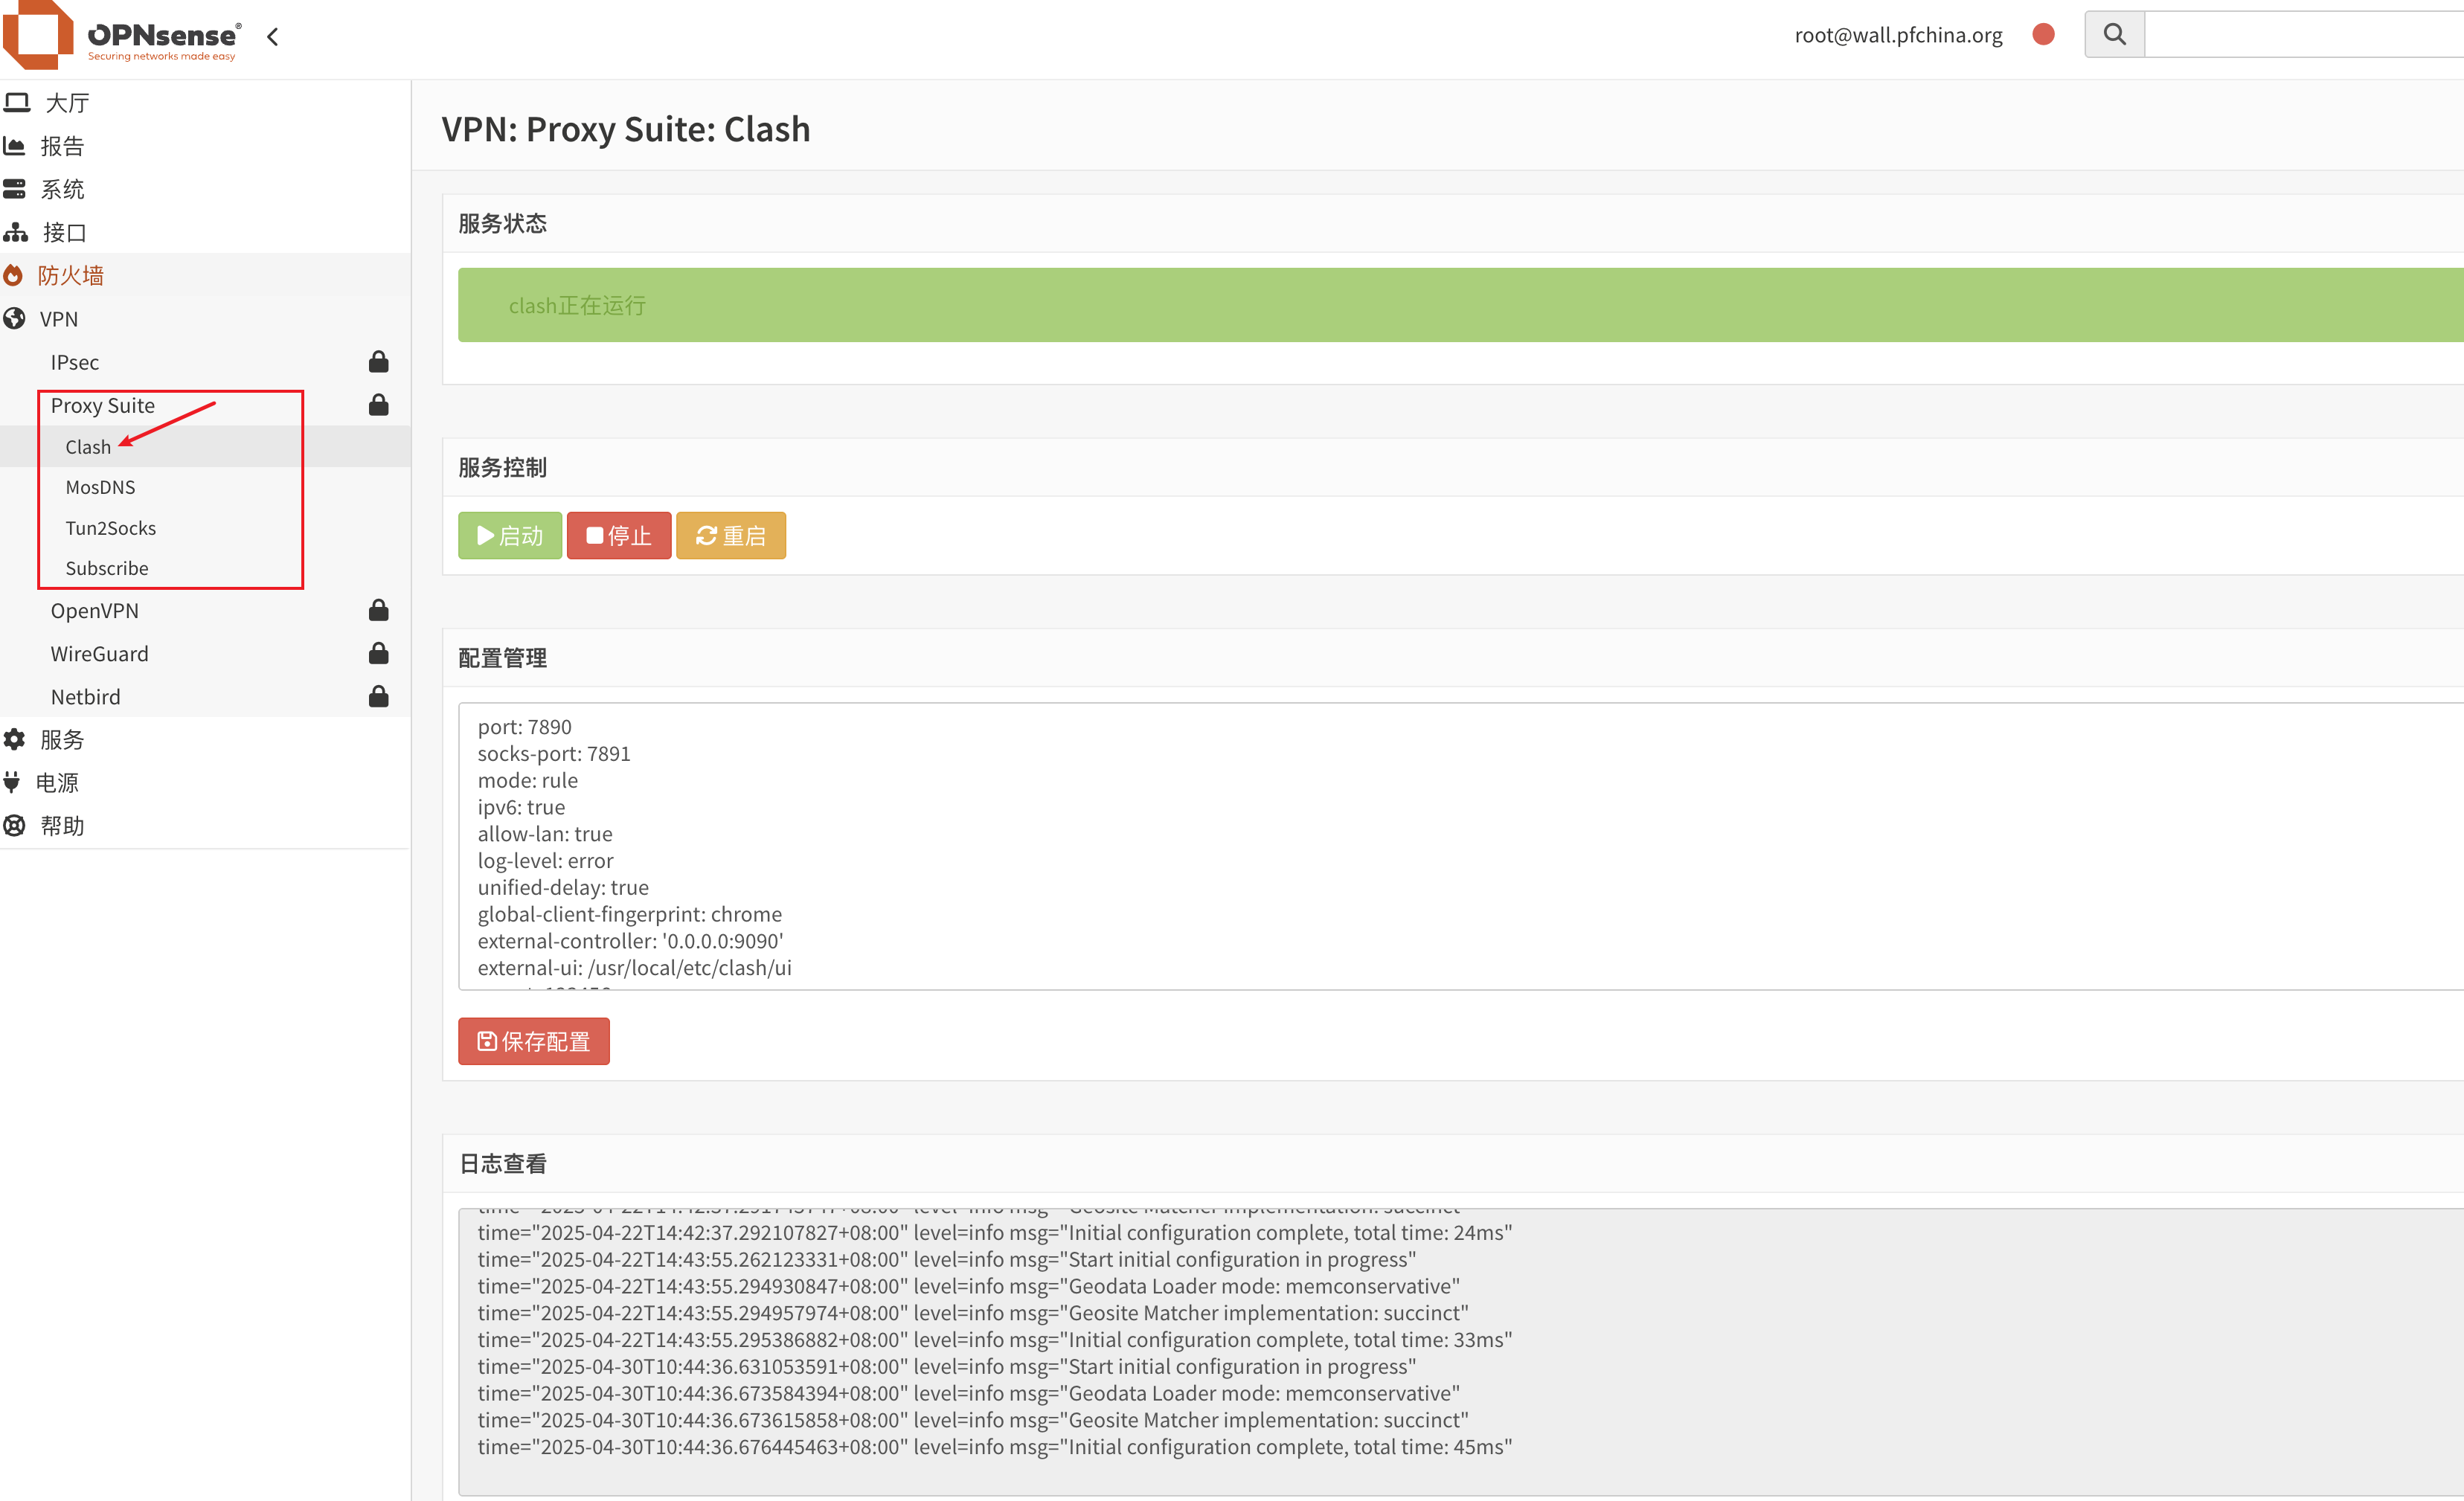 OPNsense®
Securing networks made easy
root@wall.pfchina.org
大厅
报告
系统
接口
防火墙
VPN
IPsec
Proxy Suite
Clash
MosDNS
Tun2Socks
Subscribe
OpenVPN
WireGuard
Netbird
服务
电源
帮助
VPN: Proxy Suite: Clash
服务状态
clash正在运行
服务控制
启动 停止 重启
配置管理
port: 7890
socks-port: 7891
mode: rule
ipv6: true
allow-lan: true
log-level: error
unified-delay: true
global-client-fingerprint: chrome
external-controller: '0.0.0.0:9090'
external-ui: /usr/local/etc/clash/ui
保存配置
日志查看
time="2025-04-22T14:42:37.292107827+08:00" level=info msg="Initial configuration complete, total time: 24ms"
time="2025-04-22T14:43:55.262123331+08:00" level=info msg="Start initial configuration in progress"
time="2025-04-22T14:43:55.294930847+08:00" level=info msg="Geodata Loader mode: memconservative"
time="2025-04-22T14:43:55.294957974+08:00" level=info msg="Geosite Matcher implementation: succinct"
time="2025-04-22T14:43:55.295386882+08:00" level=info msg="Initial configuration complete, total time: 33ms"
time="2025-04-30T10:44:36.631053591+08:00" level=info msg="Start initial configuration in progress"
time="2025-04-30T10:44:36.673584394+08:00" level=info msg="Geodata Loader mode: memconservative"
time="2025-04-30T10:44:36.673615858+08:00" level=info msg="Geosite Matcher implementation: succinct"
time="2025-04-30T10:44:36.676445463+08:00" level=info msg="Initial configuration complete, total time: 45ms"